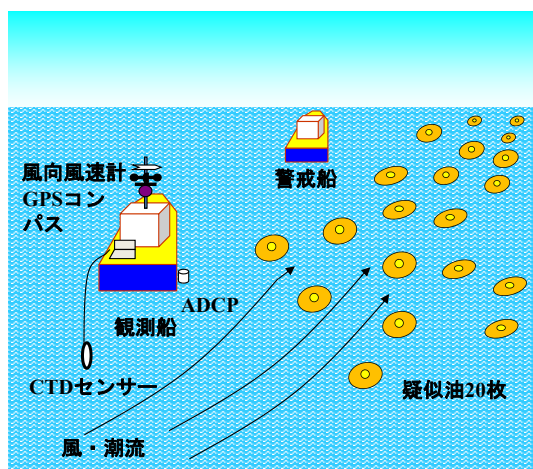 風向風速計
GPSコン
パス
警戒船
ADCP
観測船
CTDセンサー
疑似油20枚
風・潮流